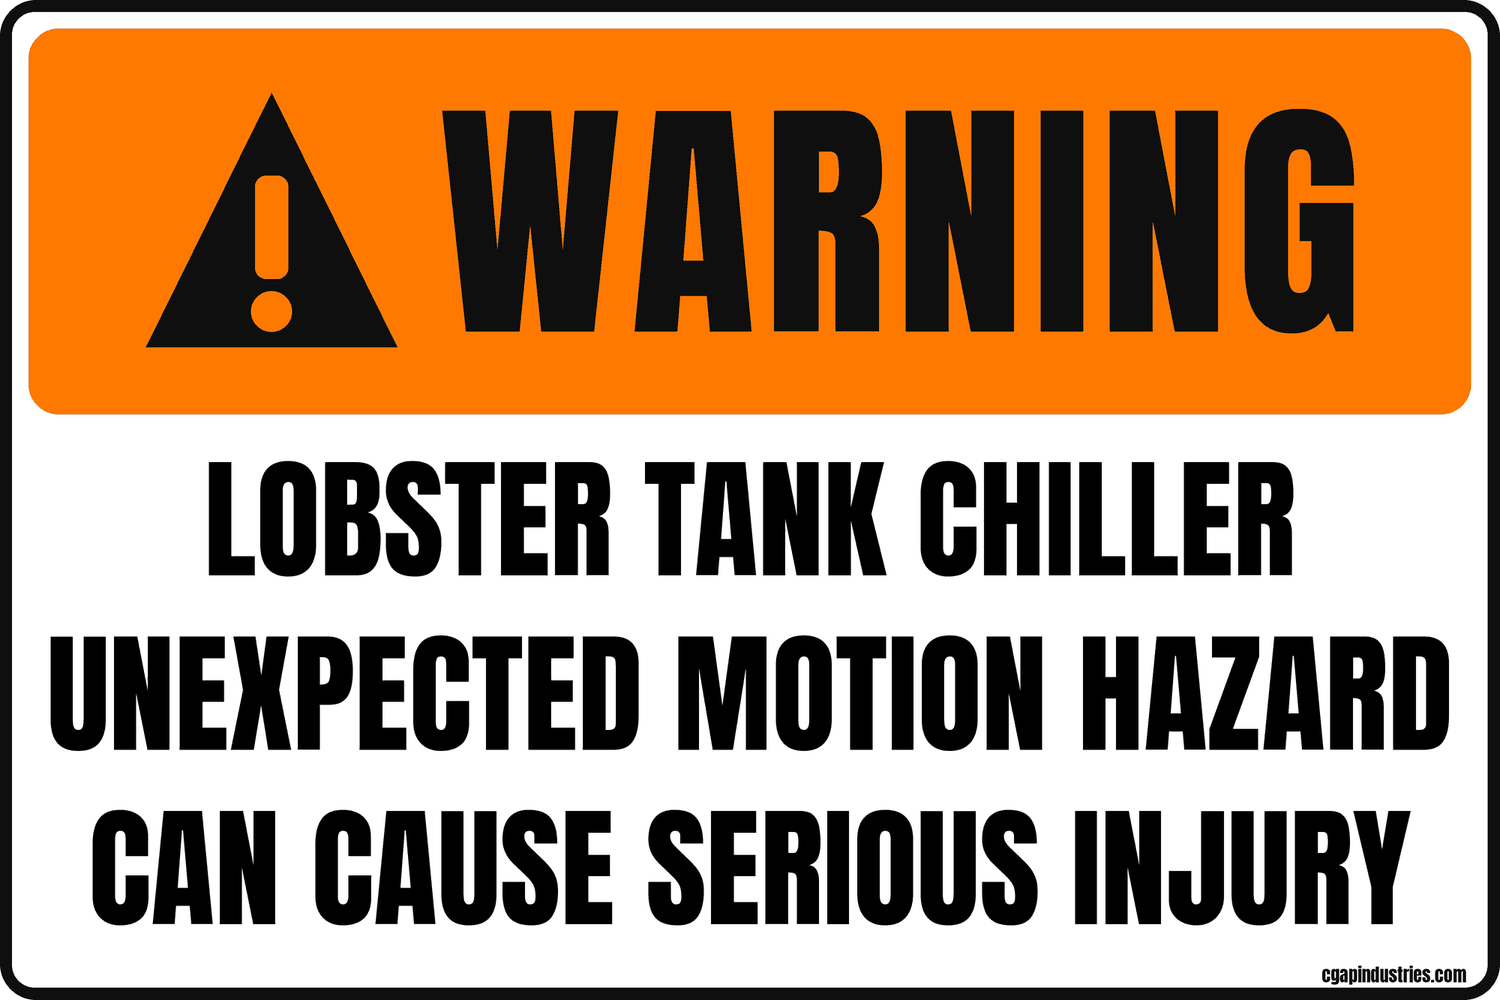 WARNING
LOBSTER TANK CHILLER
UNEXPECTED MOTION HAZARD
CAN CAUSE SERIOUS INJURY
cgapindustries.com